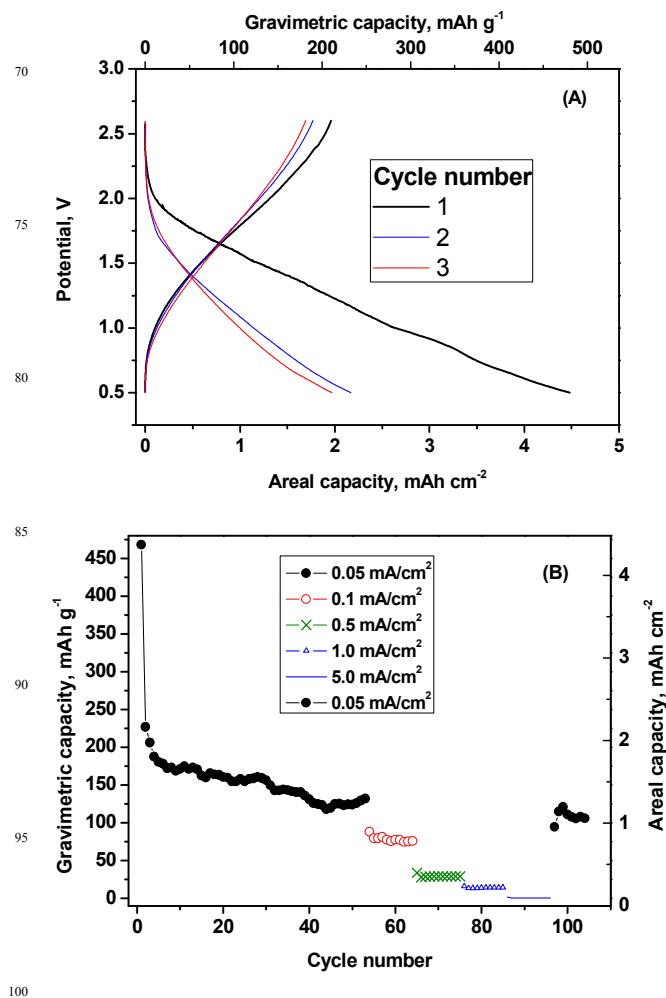 Gravimetric capacity, mAh g-1
0 100 200 300 400 500
70
3.0
(A)
2.5
Cycle number
2.0
1
75
2
1.5
3
Potential, V
1.0
80
0.5
0 1 2 3 4 5
Areal capacity, mAh cm-2
85
450
0.05 mA/cm2
(B)
400
0.1 mA/cm2
4
350
0.5 mA/cm2
1.0 mA/cm2
300
5.0 mA/cm2
3
90
250
0.05 mA/cm2
200
2
150
100
1
95
50
0
0
Gravimetric capacity, mAh g-1
Areal capacity, mAh cm-2
0 20 40 60 80 100
Cycle number
100